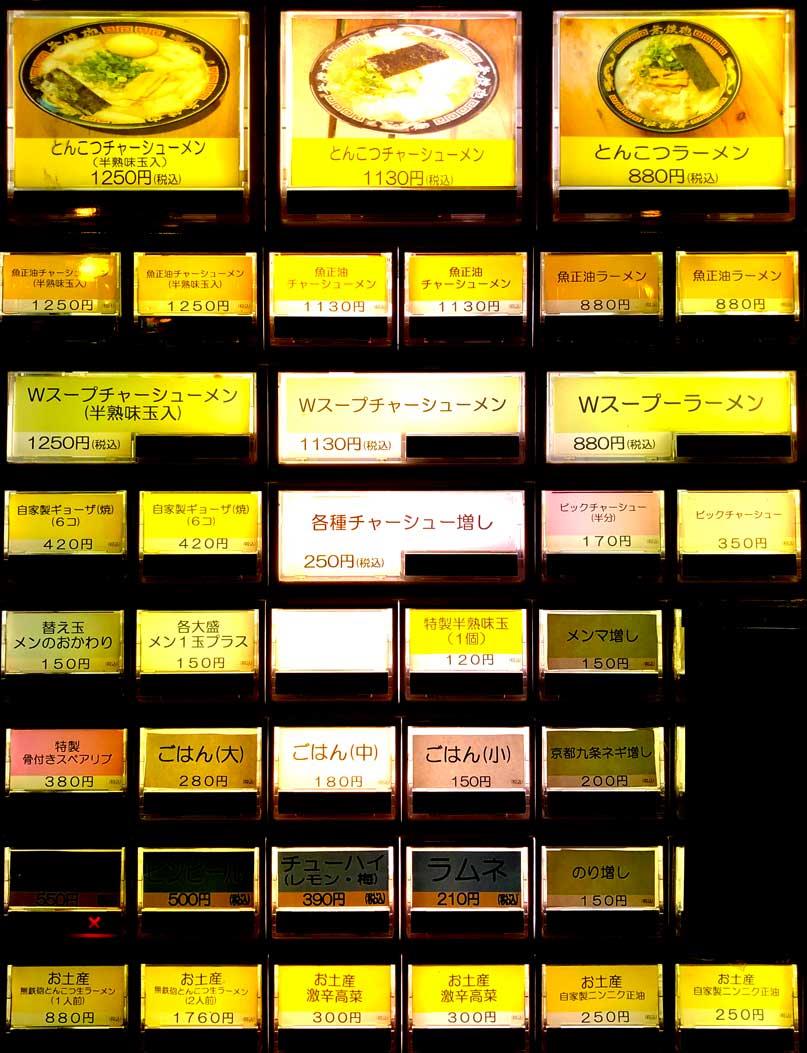 とんこつチャーシューメン
(半熟味玉入)
1250円(税込)
とんこつチャーシューメン
1130円(税込)
とんこつラーメン
880円(税込)
魚正油チャーシューメン
(半熟味玉入)
1250円
魚正油チャーシューメン
(半熟味玉入)
1250円
魚正油
チャーシューメン
1130円
魚正油
チャーシューメン
1130円
魚正油ラーメン
880円
魚正油ラーメン
880円
Wスープチャーシューメン
(半熟味玉入)
1250円(税込)
Wスープチャーシューメン
1130円(税込)
Wスープーラーメン
880円(税込)
自家製ギョーザ(焼)
(6コ)
420円
自家製ギョーザ(焼)
(6コ)
420円
各種チャーシュー増し
250円(税込)
ビックチャーシュー
(半分)
170円
ビックチャーシュー
350円
替え玉
メンのおかわり
150円
各大盛
メン1玉プラス
150円
特製半熟味玉
(1個)
120円
メンマ増し
150円
特製
骨付きスペアリブ
380円
ごはん(大)
280円
ごはん(中)
180円
ごはん(小)
150円
京都九条ネギ増し
200円
550円
ビンビール
500円 (税込)
チューハイ
(レモン・梅)
390円 (税込)
ラムネ
210円 (税込)
のり増し
150円
お土産
無鉄砲とんこつ生ラーメン
(1人前)
880円
お土産
無鉄砲とんこつ生ラーメン
(2人前)
1760円
お土産
激辛高菜
300円
お土産
激辛高菜
300円
お土産
自家製ニンニク正油
250円
お土産
自家製ニンニク正油
250円